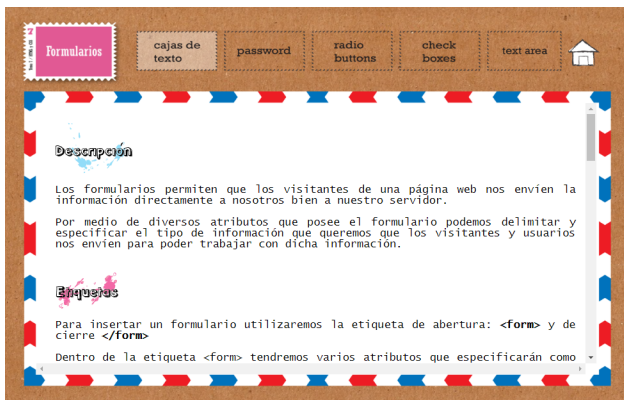 Formularios
cajas de
texto
password
radio
buttons
check
boxes
text area
Descripción
Los formularios permiten que los visitantes de una página web nos envíen la
información directamente a nosotros bien a nuestro servidor.
Por medio de diversos atributos que posee el formulario podemos delimitar y
especificar el tipo de información que queremos que los visitantes y usuarios
nos envíen para poder trabajar con dicha información.
Etiquetas
Para insertar un formulario utilizaremos la etiqueta de abertura: <form> y de
cierre </form>
Dentro de la etiqueta <form> tendremos varios atributos que especificarán como